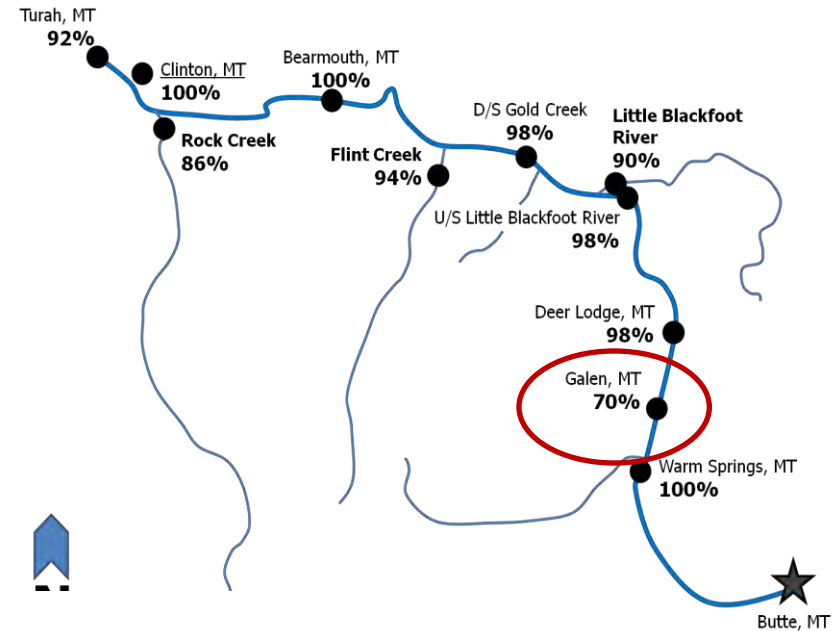 Turah, MT
92%
Clinton, MT
100%
Bearmouth, MT
100%
Rock Creek
86%
Flint Creek
94%
D/S Gold Creek
98%
Little Blackfoot
River
90%
U/S Little Blackfoot River
98%
Deer Lodge, MT
98%
Galen, MT
70%
Warm Springs, MT
100%
Butte, MT